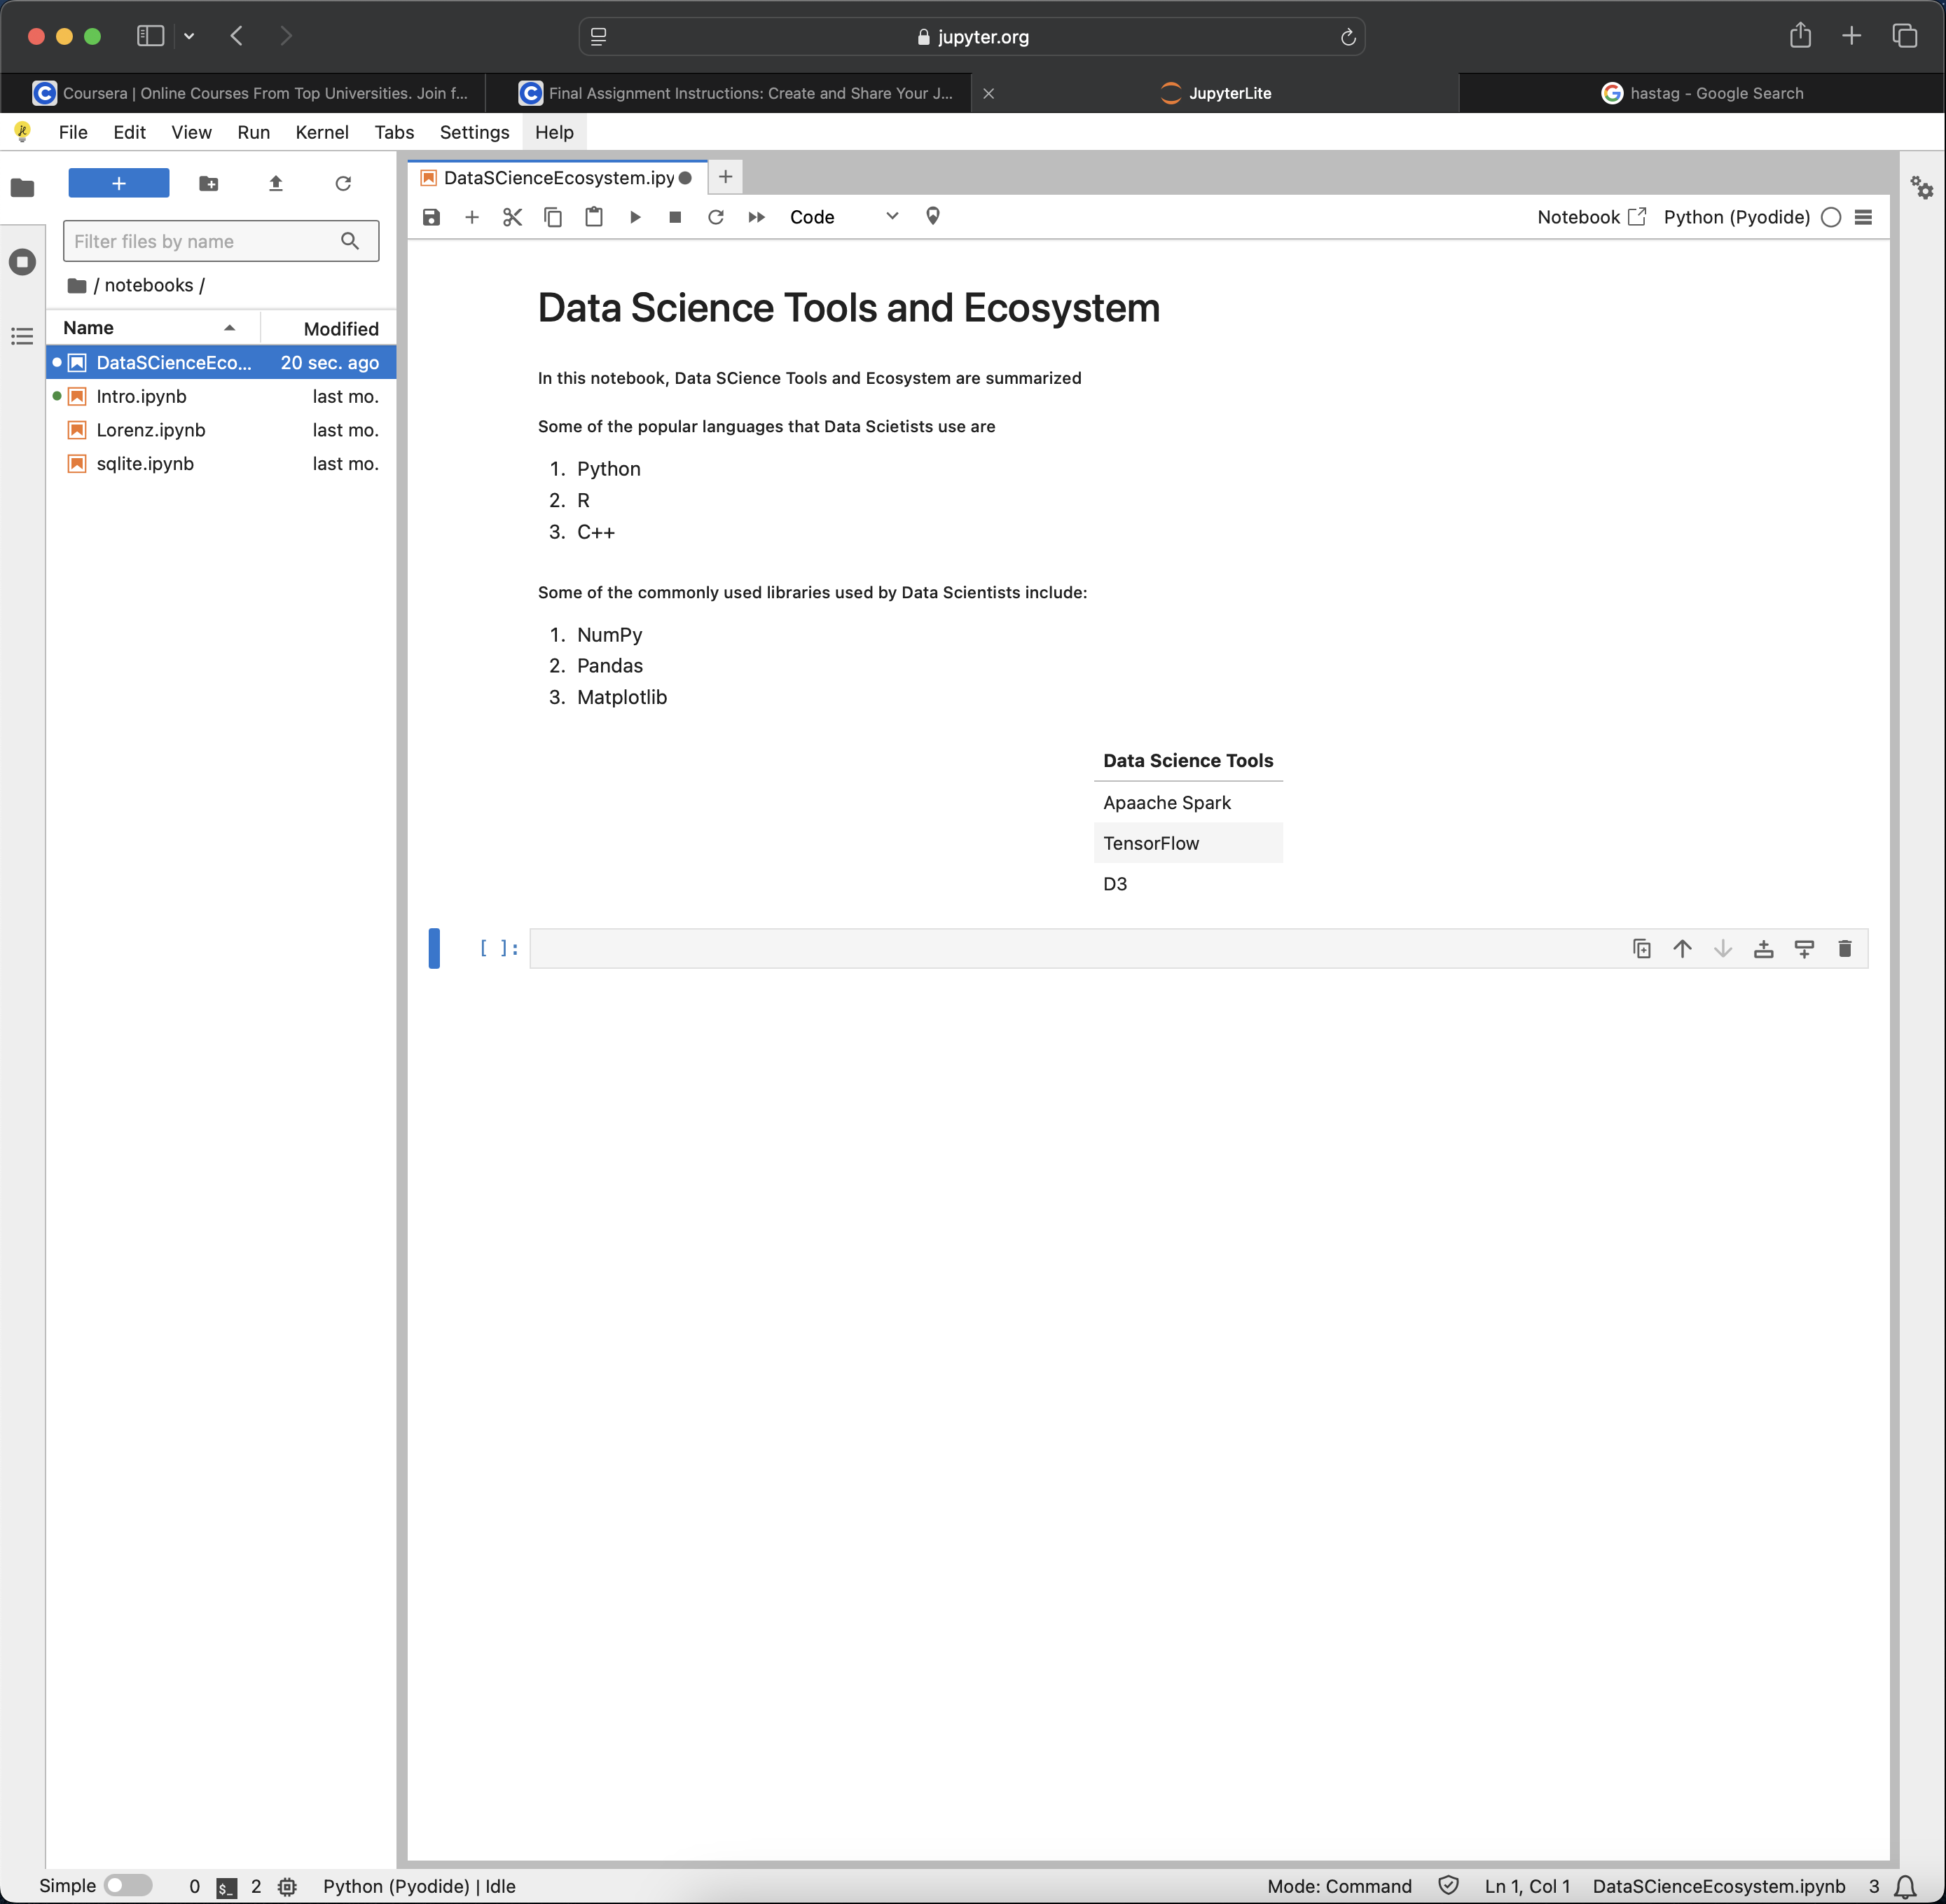 jupyter.org
Coursera | Online Courses From Top Universities. Join f...
Final Assignment Instructions: Create and Share Your J...
JupyterLite
hastag - Google Search
File Edit View Run Kernel Tabs Settings Help
DataSCienceEcosystem.ipy
Filter files by name
Code
Notebook
Python (Pyodide)
/ notebooks /
Name Modified
DataSCienceEco... 20 sec. ago
Intro.ipynb last mo.
Lorenz.ipynb last mo.
sqlite.ipynb last mo.
Data Science Tools and Ecosystem
In this notebook, Data SCience Tools and Ecosystem are summarized
Some of the popular languages that Data Scietists use are
1. Python
2. R
3. C++
Some of the commonly used libraries used by Data Scientists include:
1. NumPy
2. Pandas
3. Matplotlib
Data Science Tools
Apaache Spark
TensorFlow
D3
[ ]:
Simple 0 $_ 2 Python (Pyodide) | Idle Mode: Command Ln 1, Col 1 DataSCienceEcosystem.ipynb 3